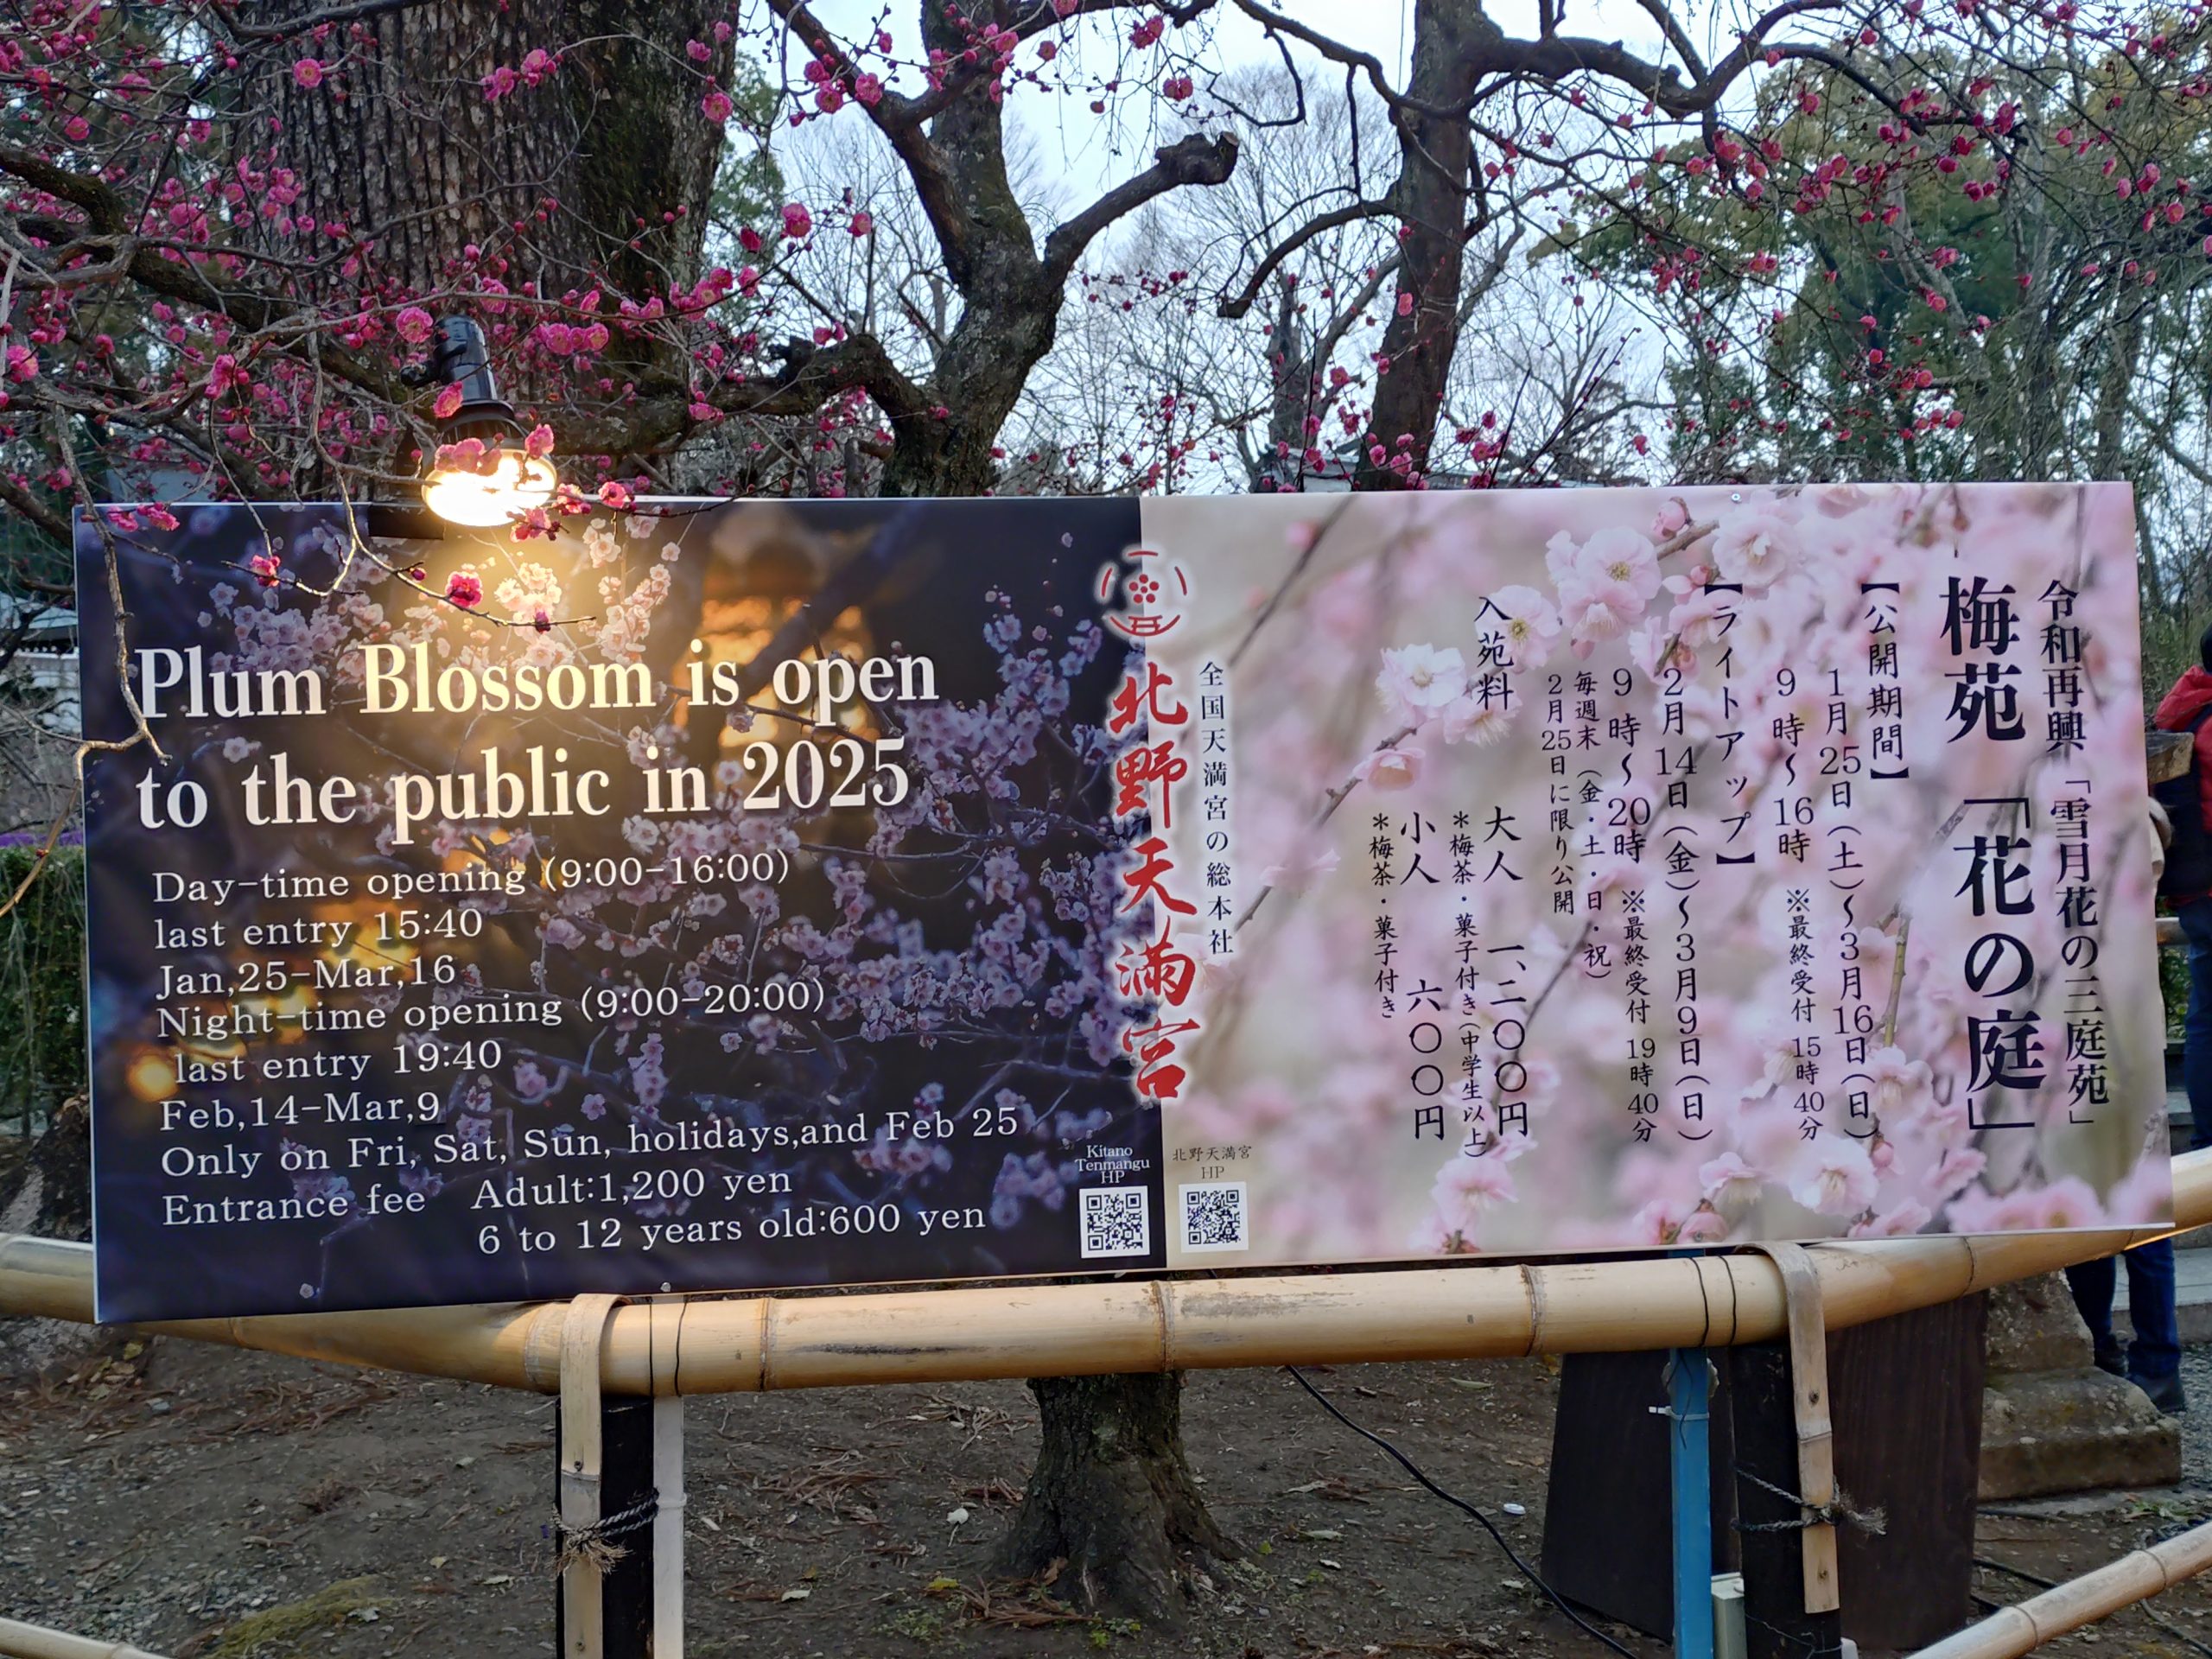 Plum Blossom is open
to the public in 2025
Day-time opening (9:00-16:00)
last entry 15:40
Jan,25-Mar,16
Night-time opening (9:00-20:00)
last entry 19:40
Feb,14-Mar,9
Only on Fri, Sat, Sun, holidays,and Feb 25
Entrance fee Adult:1,200 yen
6 to 12 years old:600 yen
Kitano
Tenmangu
HP
北野天満宮
HP
全国天満宮の総本社
北野天満宮
令和再興「雪月花の三庭苑」
梅苑「花の庭」
【公開期間】
1月25日(土)~3月16日(日)
9時~16時 ※最終受付 15時40分
【ライトアップ】
2月14日(金)~3月9日(日)
9時~20時 ※最終受付 19時40分
毎週末(金・土・日・祝)
2月25日に限り公開
入苑料
大人 一、二〇〇円
*梅茶・菓子付き(中学生以上)
小人 六〇〇円
*梅茶・菓子付き